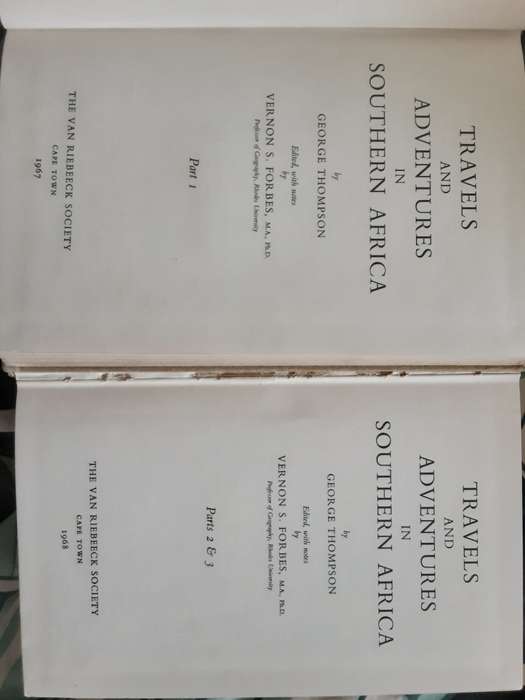 TRAVELS
AND
ADVENTURES
IN
SOUTHERN AFRICA
by
GEORGE THOMPSON
Edited, with notes
by
VERNON S. FORBES, M.A., Ph.D.
Professor of Geography, Rhodes University
Part 1
THE VAN RIEBEECK SOCIETY
CAPE TOWN
1967
TRAVELS
AND
ADVENTURES
IN
SOUTHERN AFRICA
by
GEORGE THOMPSON
Edited, with notes
by
VERNON S. FORBES, M.A., Ph.D.
Professor of Geography, Rhodes University
Parts 2 & 3
THE VAN RIEBEECK SOCIETY
CAPE TOWN
1968